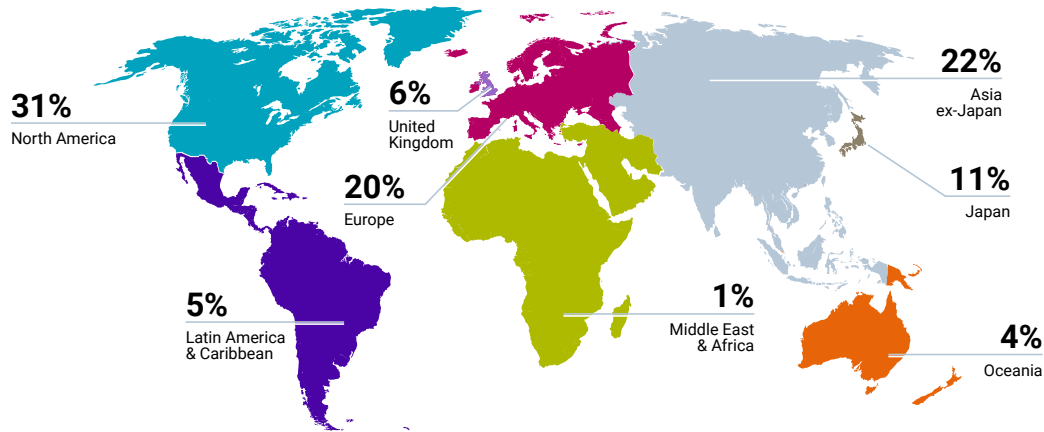 31%
North America
6%
United
Kingdom
20%
Europe
5%
Latin America
& Caribbean
22%
Asia
ex-Japan
11%
Japan
1%
Middle East
& Africa
4%
Oceania